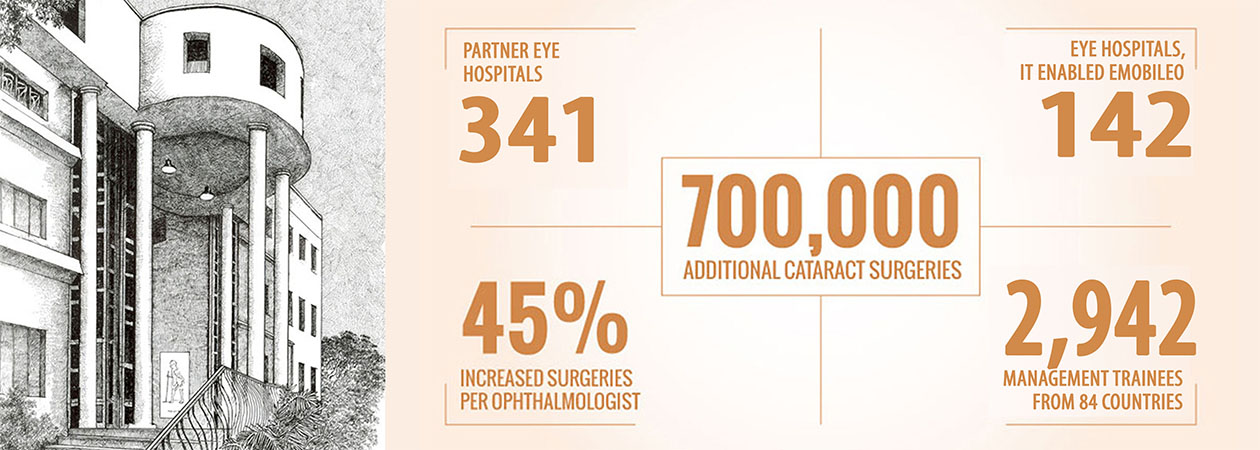 PARTNER EYE
HOSPITALS
341
EYE HOSPITALS,
IT ENABLED EMOBILEO
142
700,000
ADDITIONAL CATARACT SURGERIES
45%
INCREASED SURGERIES
PER OPHTHALMOLOGIST
2,942
MANAGEMENT TRAINEES
FROM 84 COUNTRIES